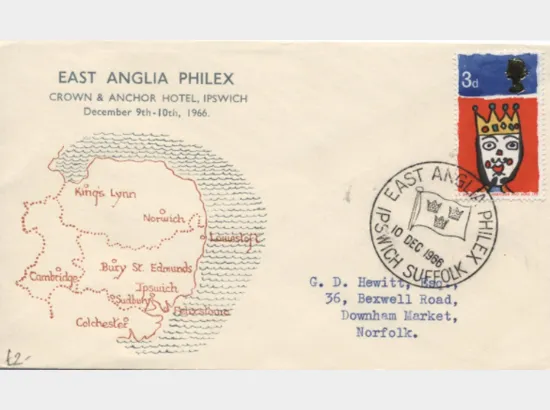 EAST ANGLIA PHILEX
CROWN & ANCHOR HOTEL, IPSWICH
December 9th-10th, 1966.
3d
King's Lynn
Norwich
Lowestoft
Cambridge
Bury St. Edmunds
Ipswich
Sudbury
Felixstowe
Colchester
EAST ANGLIA PHILEX
10 DEC 1966
IPSWICH SUFFOLK
G. D. Hewitt, Esq.,
36, Bexwell Road,
Downham Market,
Norfolk.
£2-